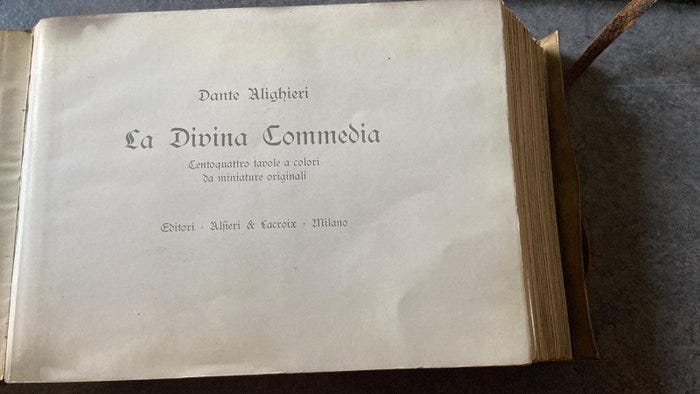 Dante Alighieri
La Divina Commedia
Centoquattro tavole a colori
da miniature originali
Editori · Alfieri & Lacroix · Milano